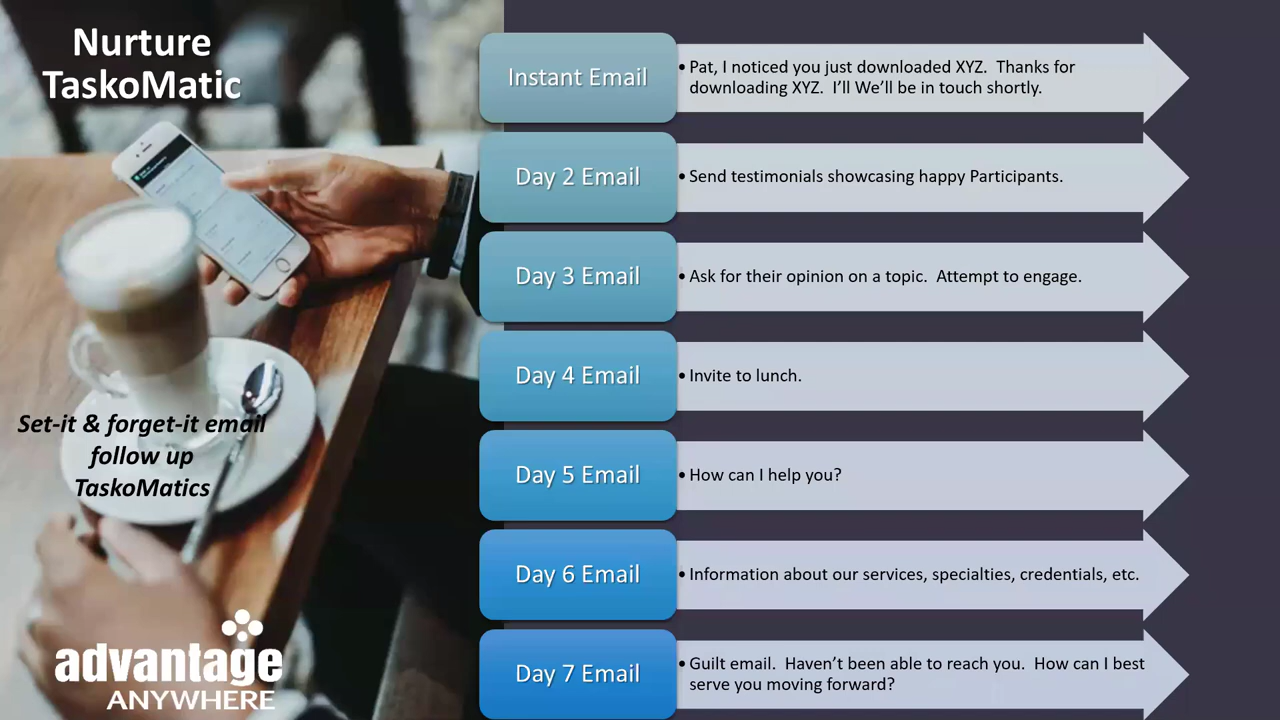 Nurture
TaskoMatic
Set-it & forget-it email
follow up
TaskoMatics
advantage
ANYWHERE
Instant Email
• Pat, I noticed you just downloaded XYZ.  Thanks for
downloading XYZ.  I’ll We’ll be in touch shortly.
Day 2 Email
• Send testimonials showcasing happy Participants.
Day 3 Email
• Ask for their opinion on a topic.  Attempt to engage.
Day 4 Email
• Invite to lunch.
Day 5 Email
• How can I help you?
Day 6 Email
• Information about our services, specialties, credentials, etc.
Day 7 Email
• Guilt email.  Haven’t been able to reach you.  How can I best
serve you moving forward?